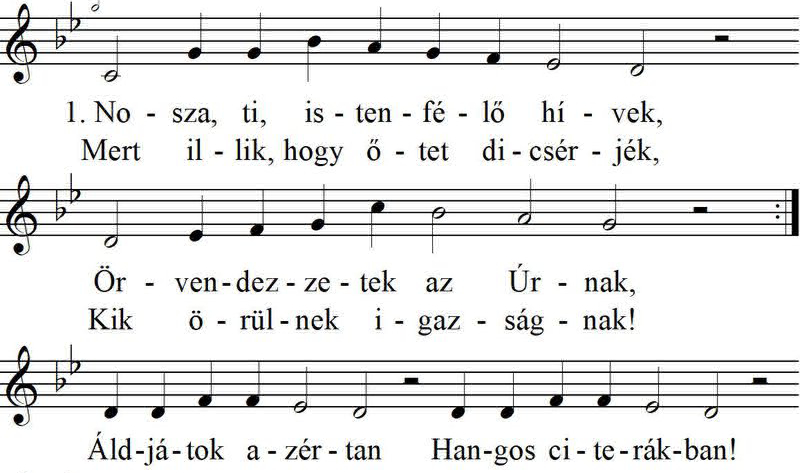 1. No - sza, ti, is - ten - fé - lő hí - vek,
Mert il - lik, hogy ő - tet di - csér - jék,
Ör - ven - dez - ze - tek az Úr - nak,
Kik ö - rül - nek i - gaz - ság - nak!
Áld - já - tok a - zér - tan Han - gos ci - te - rák - ban!